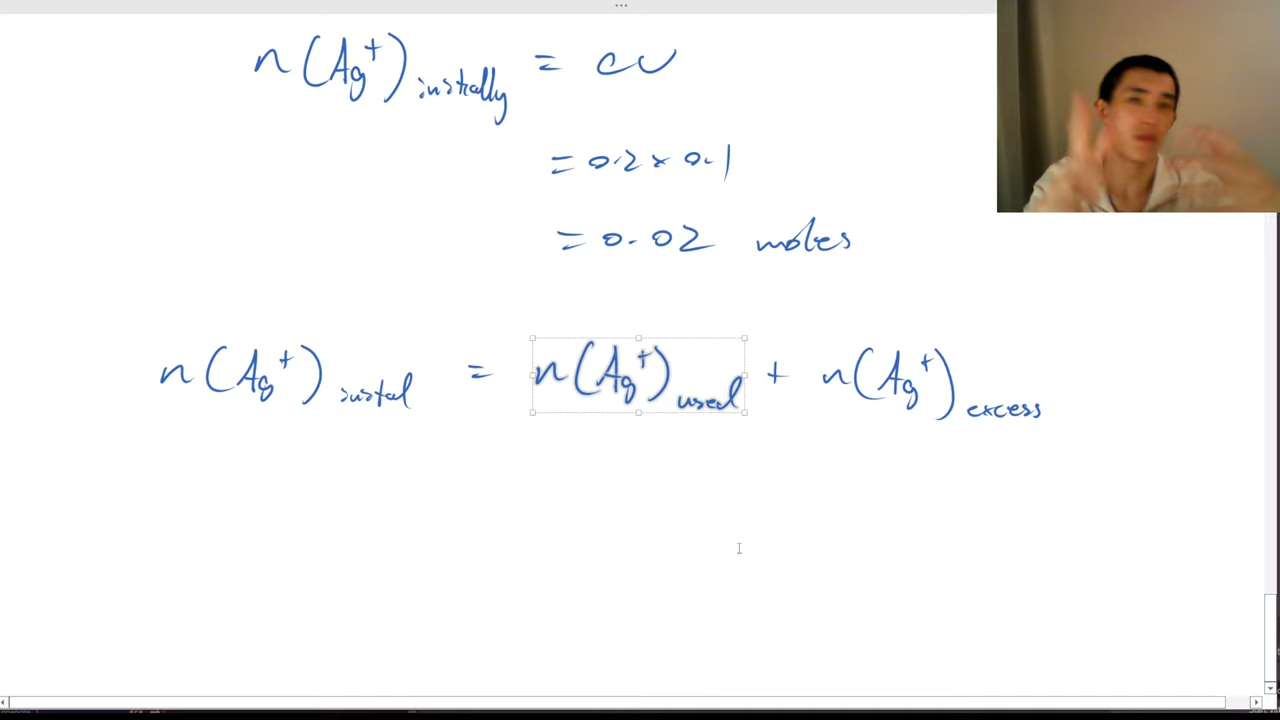 n(Ag⁺) initially = cv
= 0.2 × 0.1
= 0.02 moles
n(Ag⁺) initial = n(Ag⁺) used + n(Ag⁺) excess